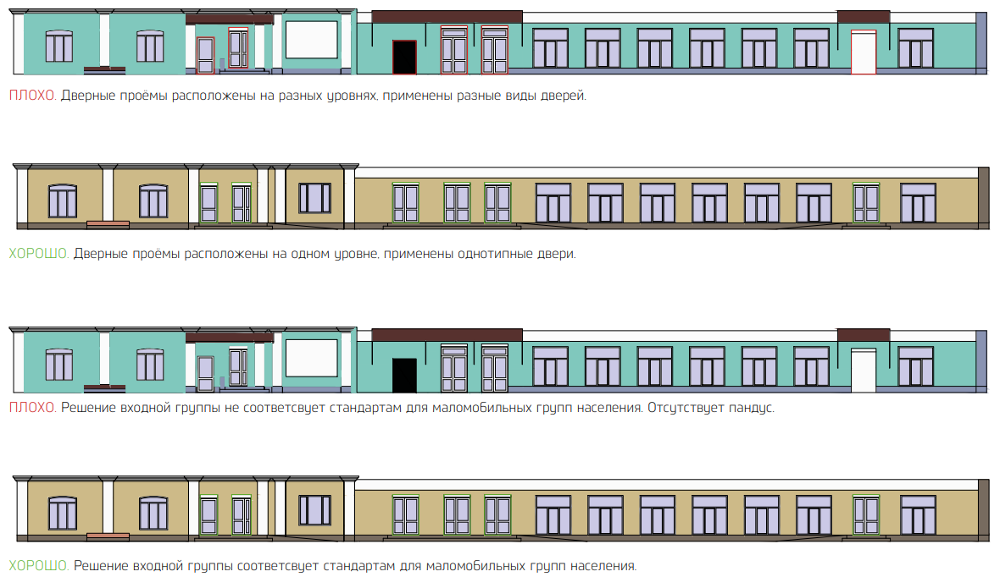 ПЛОХО. Дверные проёмы расположены на разных уровнях, применены разные виды дверей.
ХОРОШО. Дверные проёмы расположены на одном уровне, применены однотипные двери.
ПЛОХО. Решение входной группы не соответсвует стандартам для маломобильных групп населения. Отсутствует пандус.
ХОРОШО. Решение входной группы соответсвует стандартам для маломобильных групп населения.